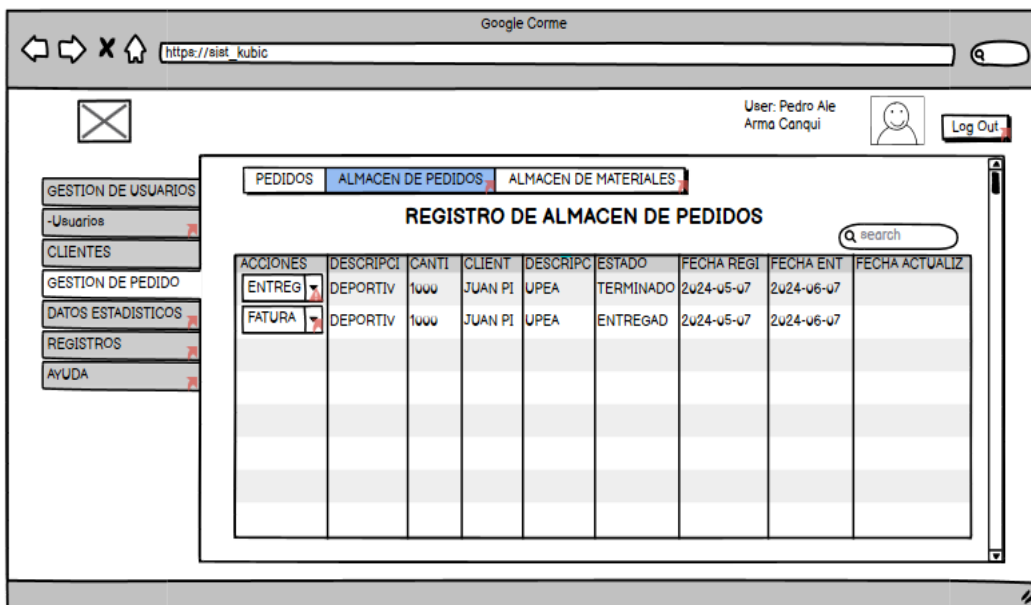 Google Corme
https://sist_kubic
User: Pedro Ale
Arma Canqui
Log Out
GESTION DE USUARIOS
-Usuarios
CLIENTES
GESTION DE PEDIDO
DATOS ESTADISTICOS
REGISTROS
AYUDA
PEDIDOS ALMACEN DE PEDIDOS ALMACEN DE MATERIALES
REGISTRO DE ALMACEN DE PEDIDOS
search
ACCIONES DESCRIPCI CANTI CLIENT DESCRIPC ESTADO FECHA REGI FECHA ENT FECHA ACTUALIZ
ENTREG DEPORTIV 1000 JUAN PI UPEA TERMINADO 2024-05-07 2024-06-07
FATURA DEPORTIV 1000 JUAN PI UPEA ENTREGAD 2024-05-07 2024-06-07